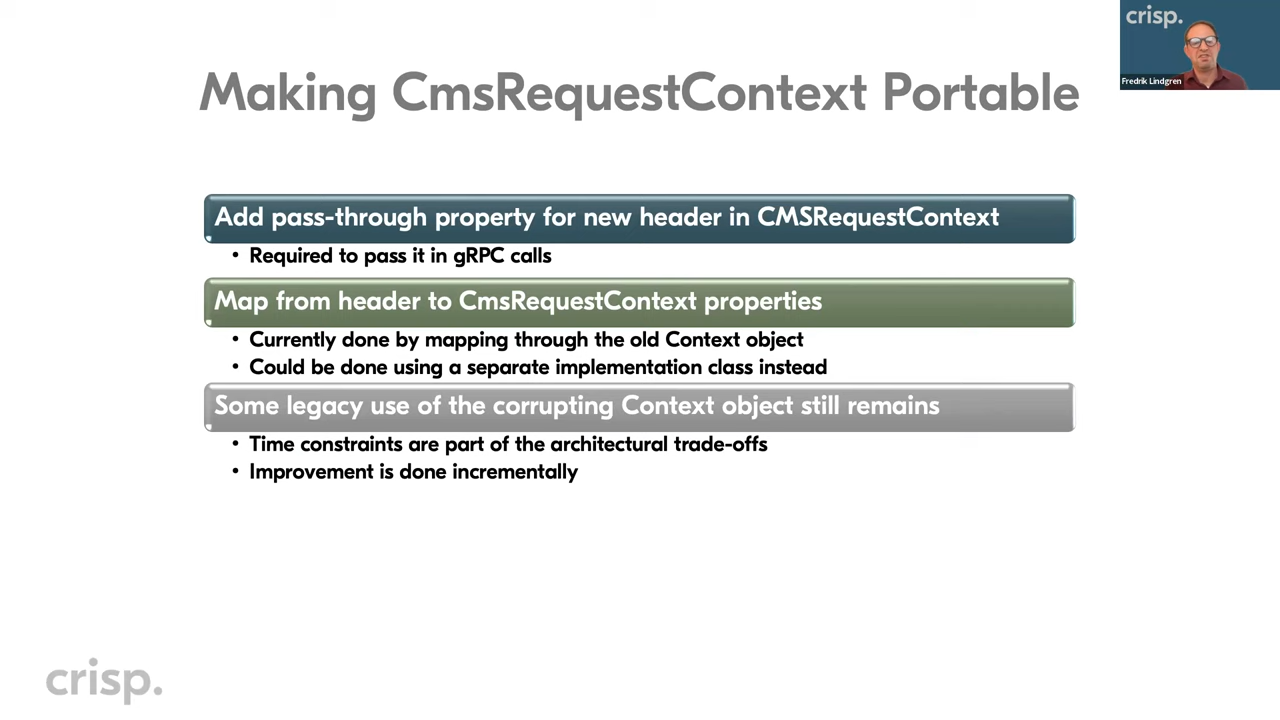 crisp.
Fredrik Lindgren
Making CmsRequestContext Portable
Add pass-through property for new header in CMSRequestContext
• Required to pass it in gRPC calls
Map from header to CmsRequestContext properties
• Currently done by mapping through the old Context object
• Could be done using a separate implementation class instead
Some legacy use of the corrupting Context object still remains
• Time constraints are part of the architectural trade-offs
• Improvement is done incrementally
crisp.